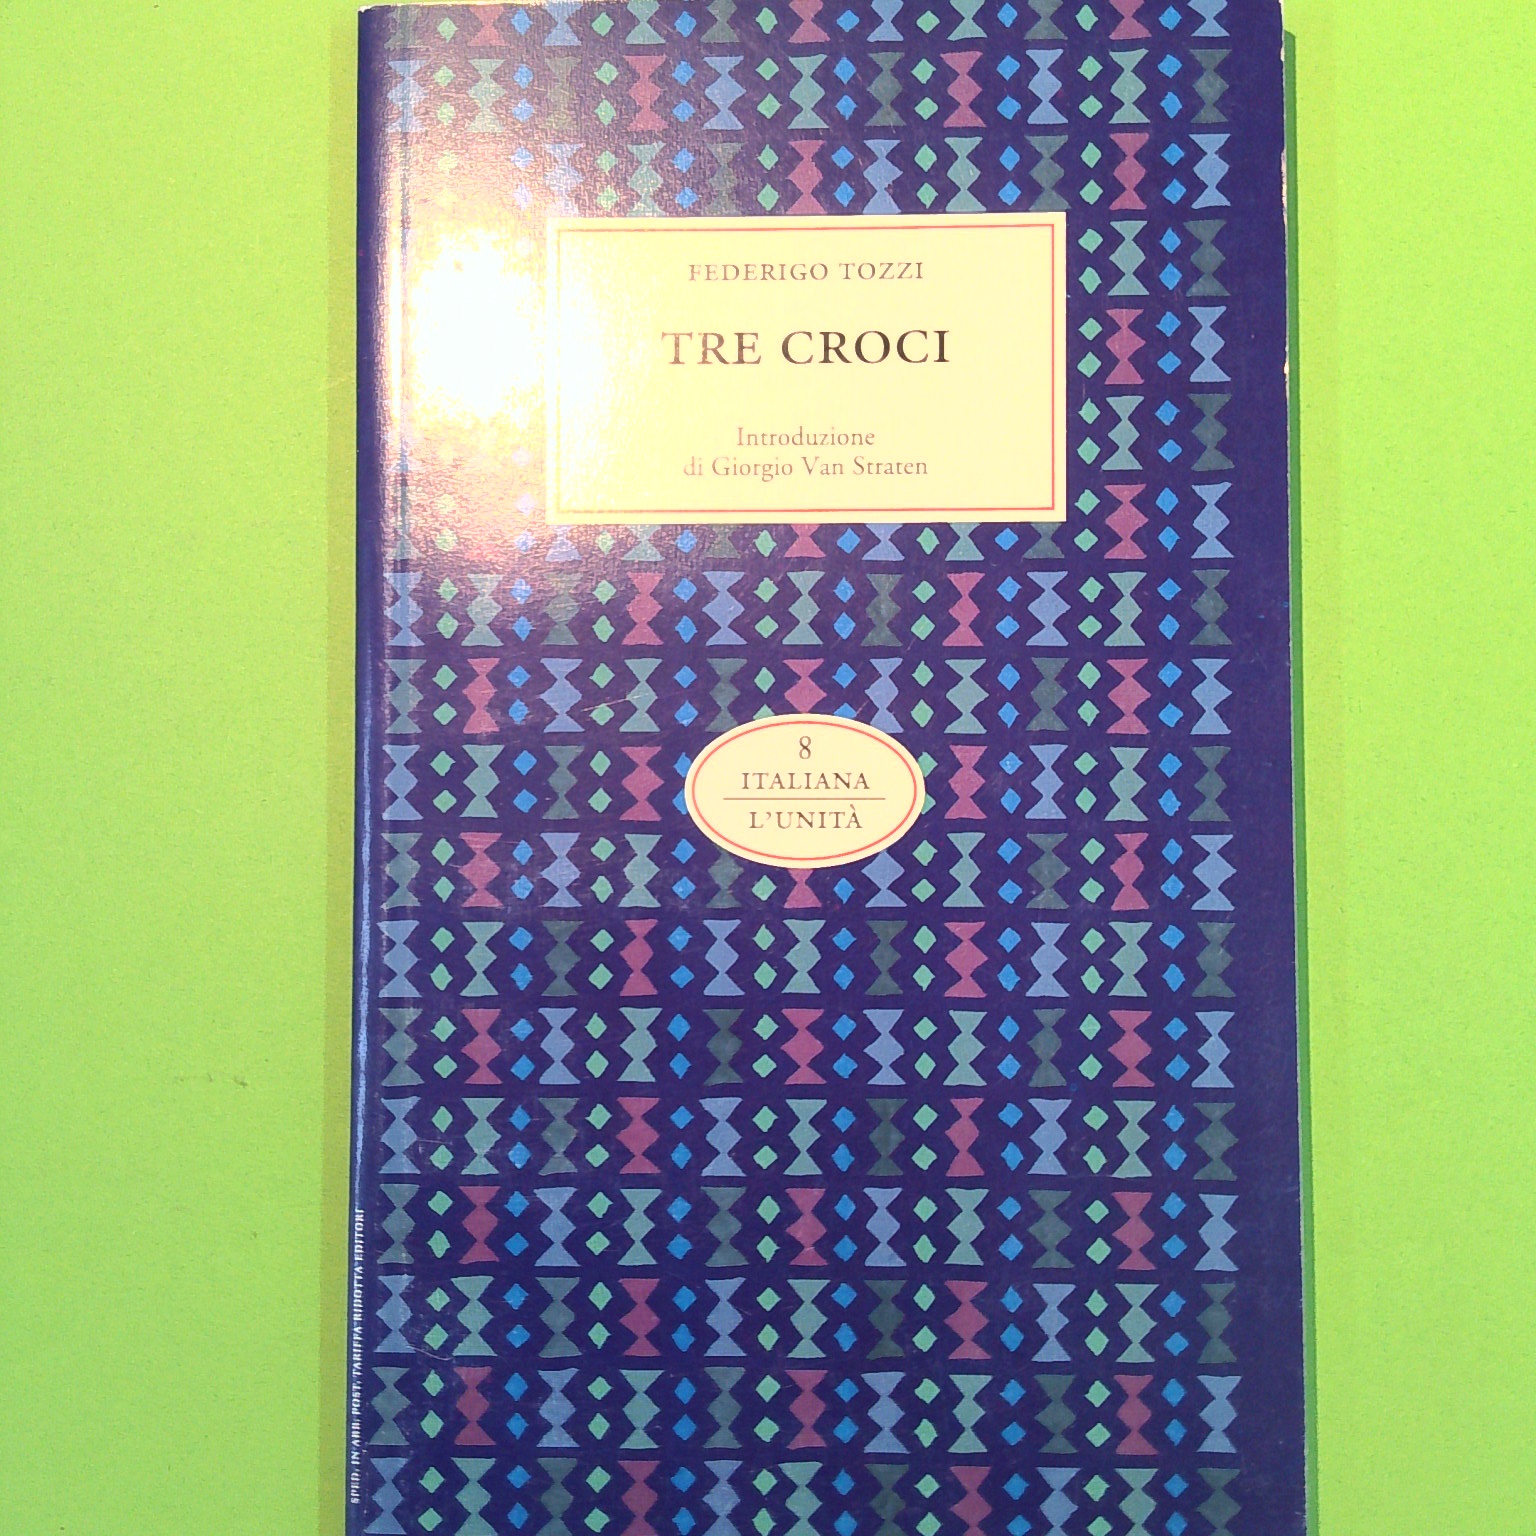 FEDERIGO TOZZI
TRE CROCI
Introduzione
di Giorgio Van Straten
8
ITALIANA
L'UNITÀ
SPED. IN ABB. POST. TARIFFA RIDOTTA EDITORI